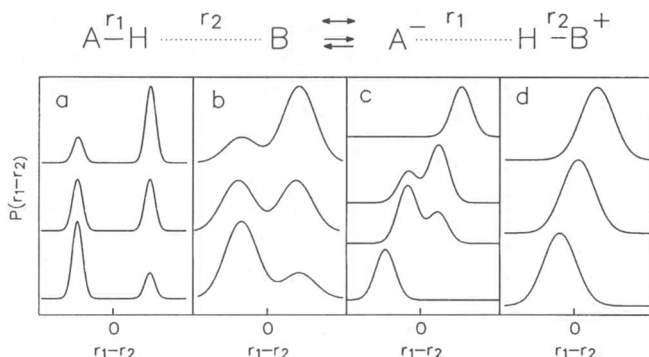 r₁ r₂ r₁ r₂
A–H ........ B ⇌ A⁻ ........ H –B⁺
a b c d
P(r₁–r₂)
0 0 0 0
r₁–r₂ r₁–r₂ r₁–r₂ r₁–r₂